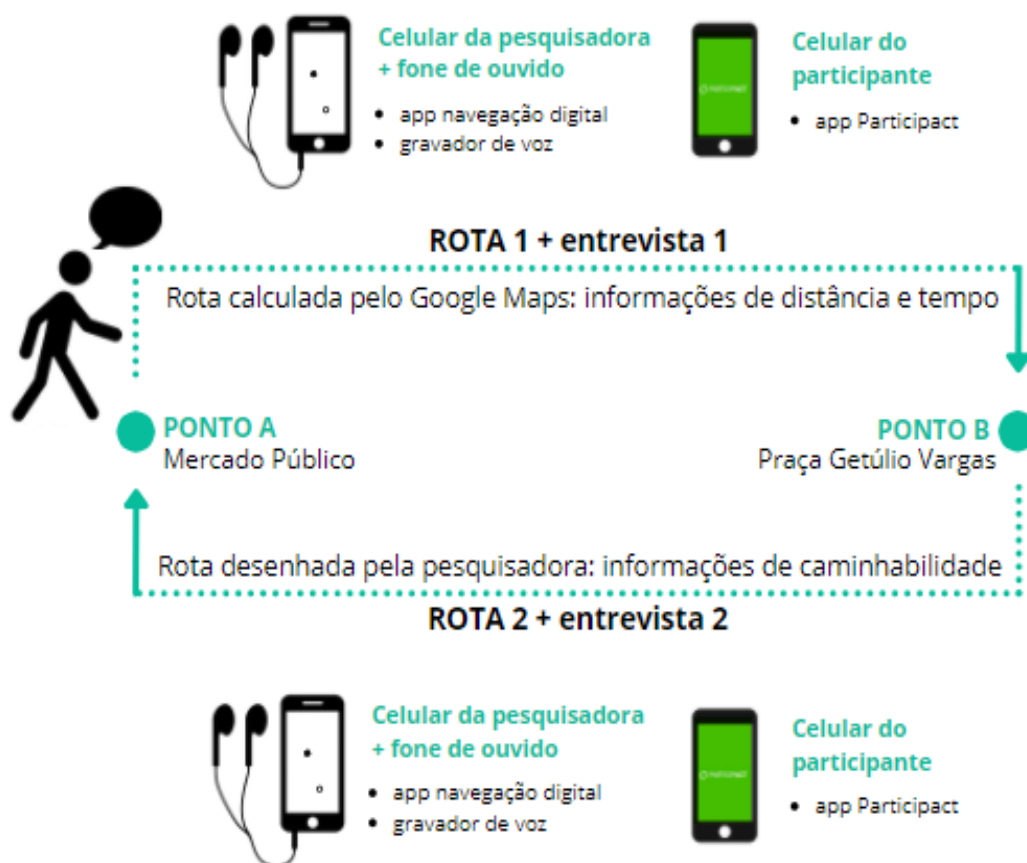 Celular da pesquisadora
+ fone de ouvido
• app navegação digital
• gravador de voz
Celular do
participante
• app Participact
ROTA 1 + entrevista 1
Rota calculada pelo Google Maps: informações de distância e tempo
PONTO A
Mercado Público
PONTO B
Praça Getúlio Vargas
Rota desenhada pela pesquisadora: informações de caminhabilidade
ROTA 2 + entrevista 2
Celular da pesquisadora
+ fone de ouvido
• app navegação digital
• gravador de voz
Celular do
participante
• app Participact